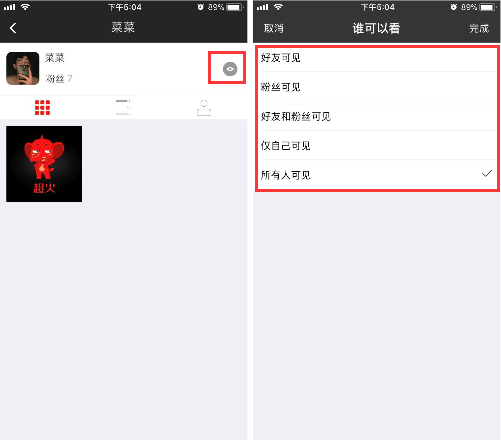 下午5:04
89%
菜菜
菜菜
粉丝 7
超火
下午5:04
89%
取消
谁可以看
完成
好友可见
粉丝可见
好友和粉丝可见
仅自己可见
所有人可见